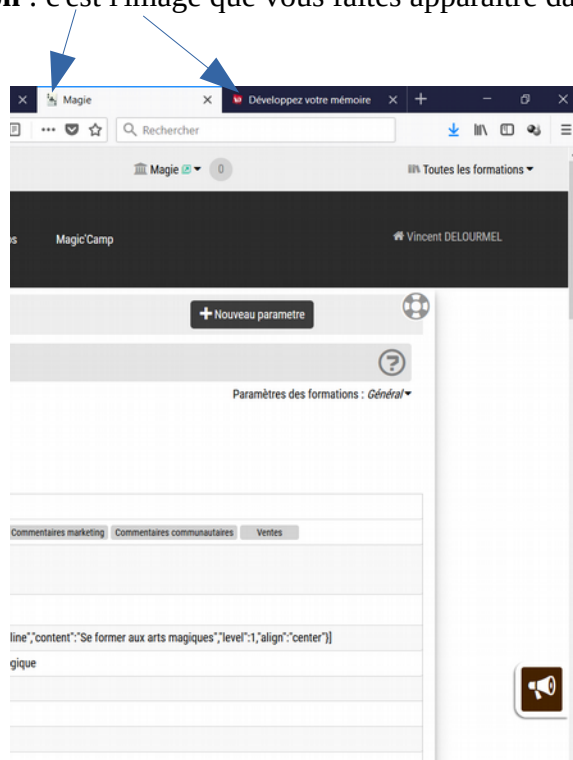 on : c'est l'image que vous faites apparaître da
Magie
Développez votre mémoire
Rechercher
Magie
0
Toutes les formations
os
Magic'Camp
Vincent DELOURMEL
Nouveau parametre
Paramètres des formations : Général
Commentaires marketing
Commentaires communautaires
Ventes
line","content":"Se former aux arts magiques","level":1,"align":"center"}]
gique